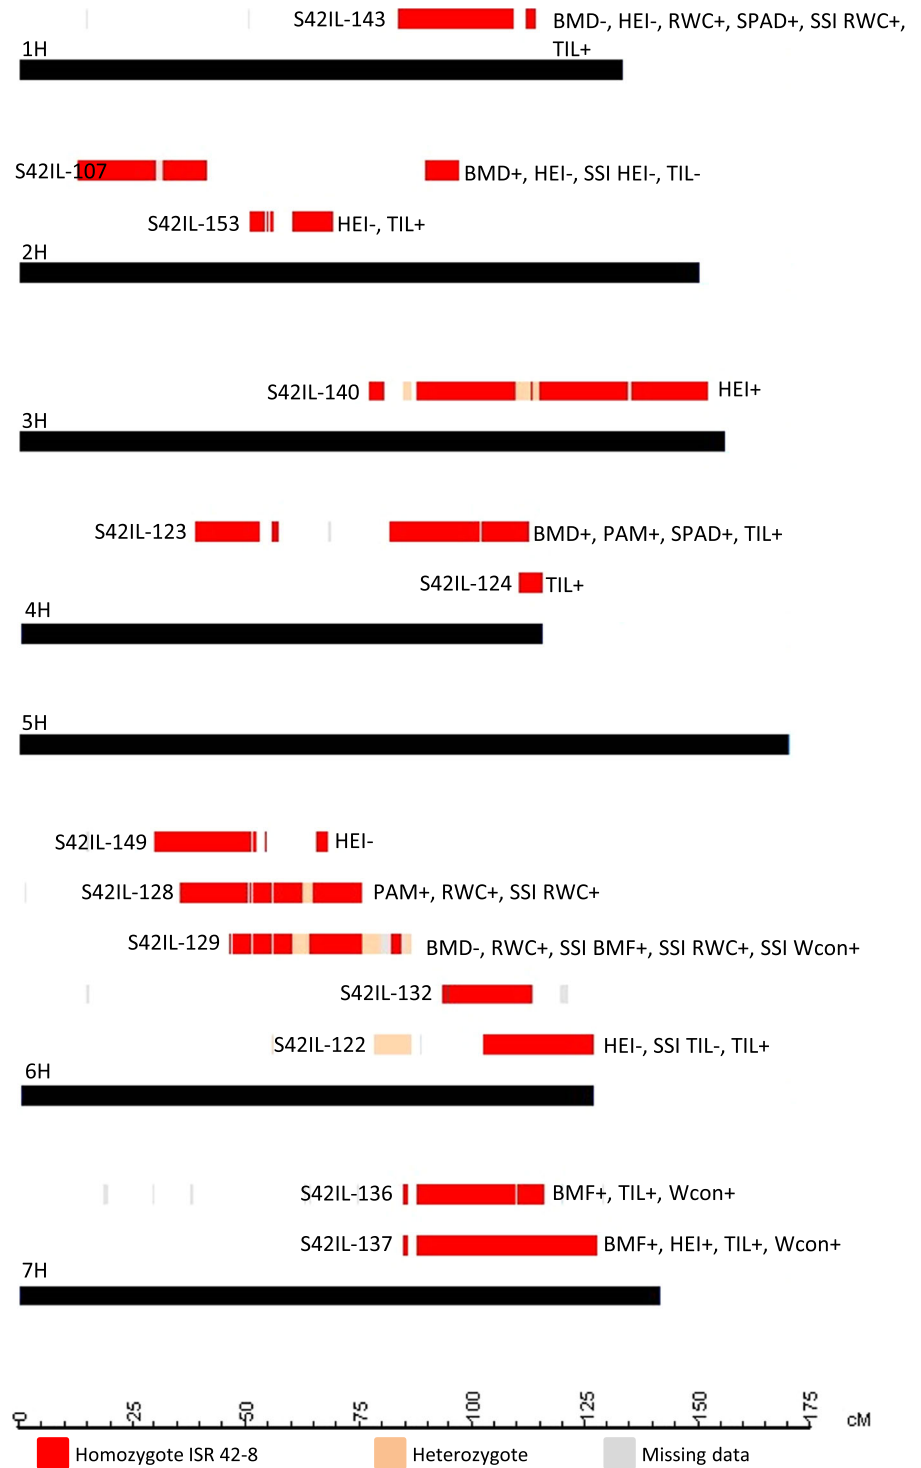 S42IL-143 BMD-, HEI-, RWC+, SPAD+, SSI RWC+,
TIL+
1H
S42IL-107 BMD+, HEI-, SSI HEI-, TIL-
S42IL-153 HEI-, TIL+
2H
S42IL-140 HEI+
3H
S42IL-123 BMD+, PAM+, SPAD+, TIL+
S42IL-124 TIL+
4H
5H
S42IL-149 HEI-
S42IL-128 PAM+, RWC+, SSI RWC+
S42IL-129 BMD-, RWC+, SSI BMF+, SSI RWC+, SSI Wcon+
S42IL-132
S42IL-122 HEI-, SSI TIL-, TIL+
6H
S42IL-136 BMF+, TIL+, Wcon+
S42IL-137 BMF+, HEI+, TIL+, Wcon+
7H
0 25 50 75 100 125 150 175 cM
Homozygote ISR 42-8 Heterozygote Missing data